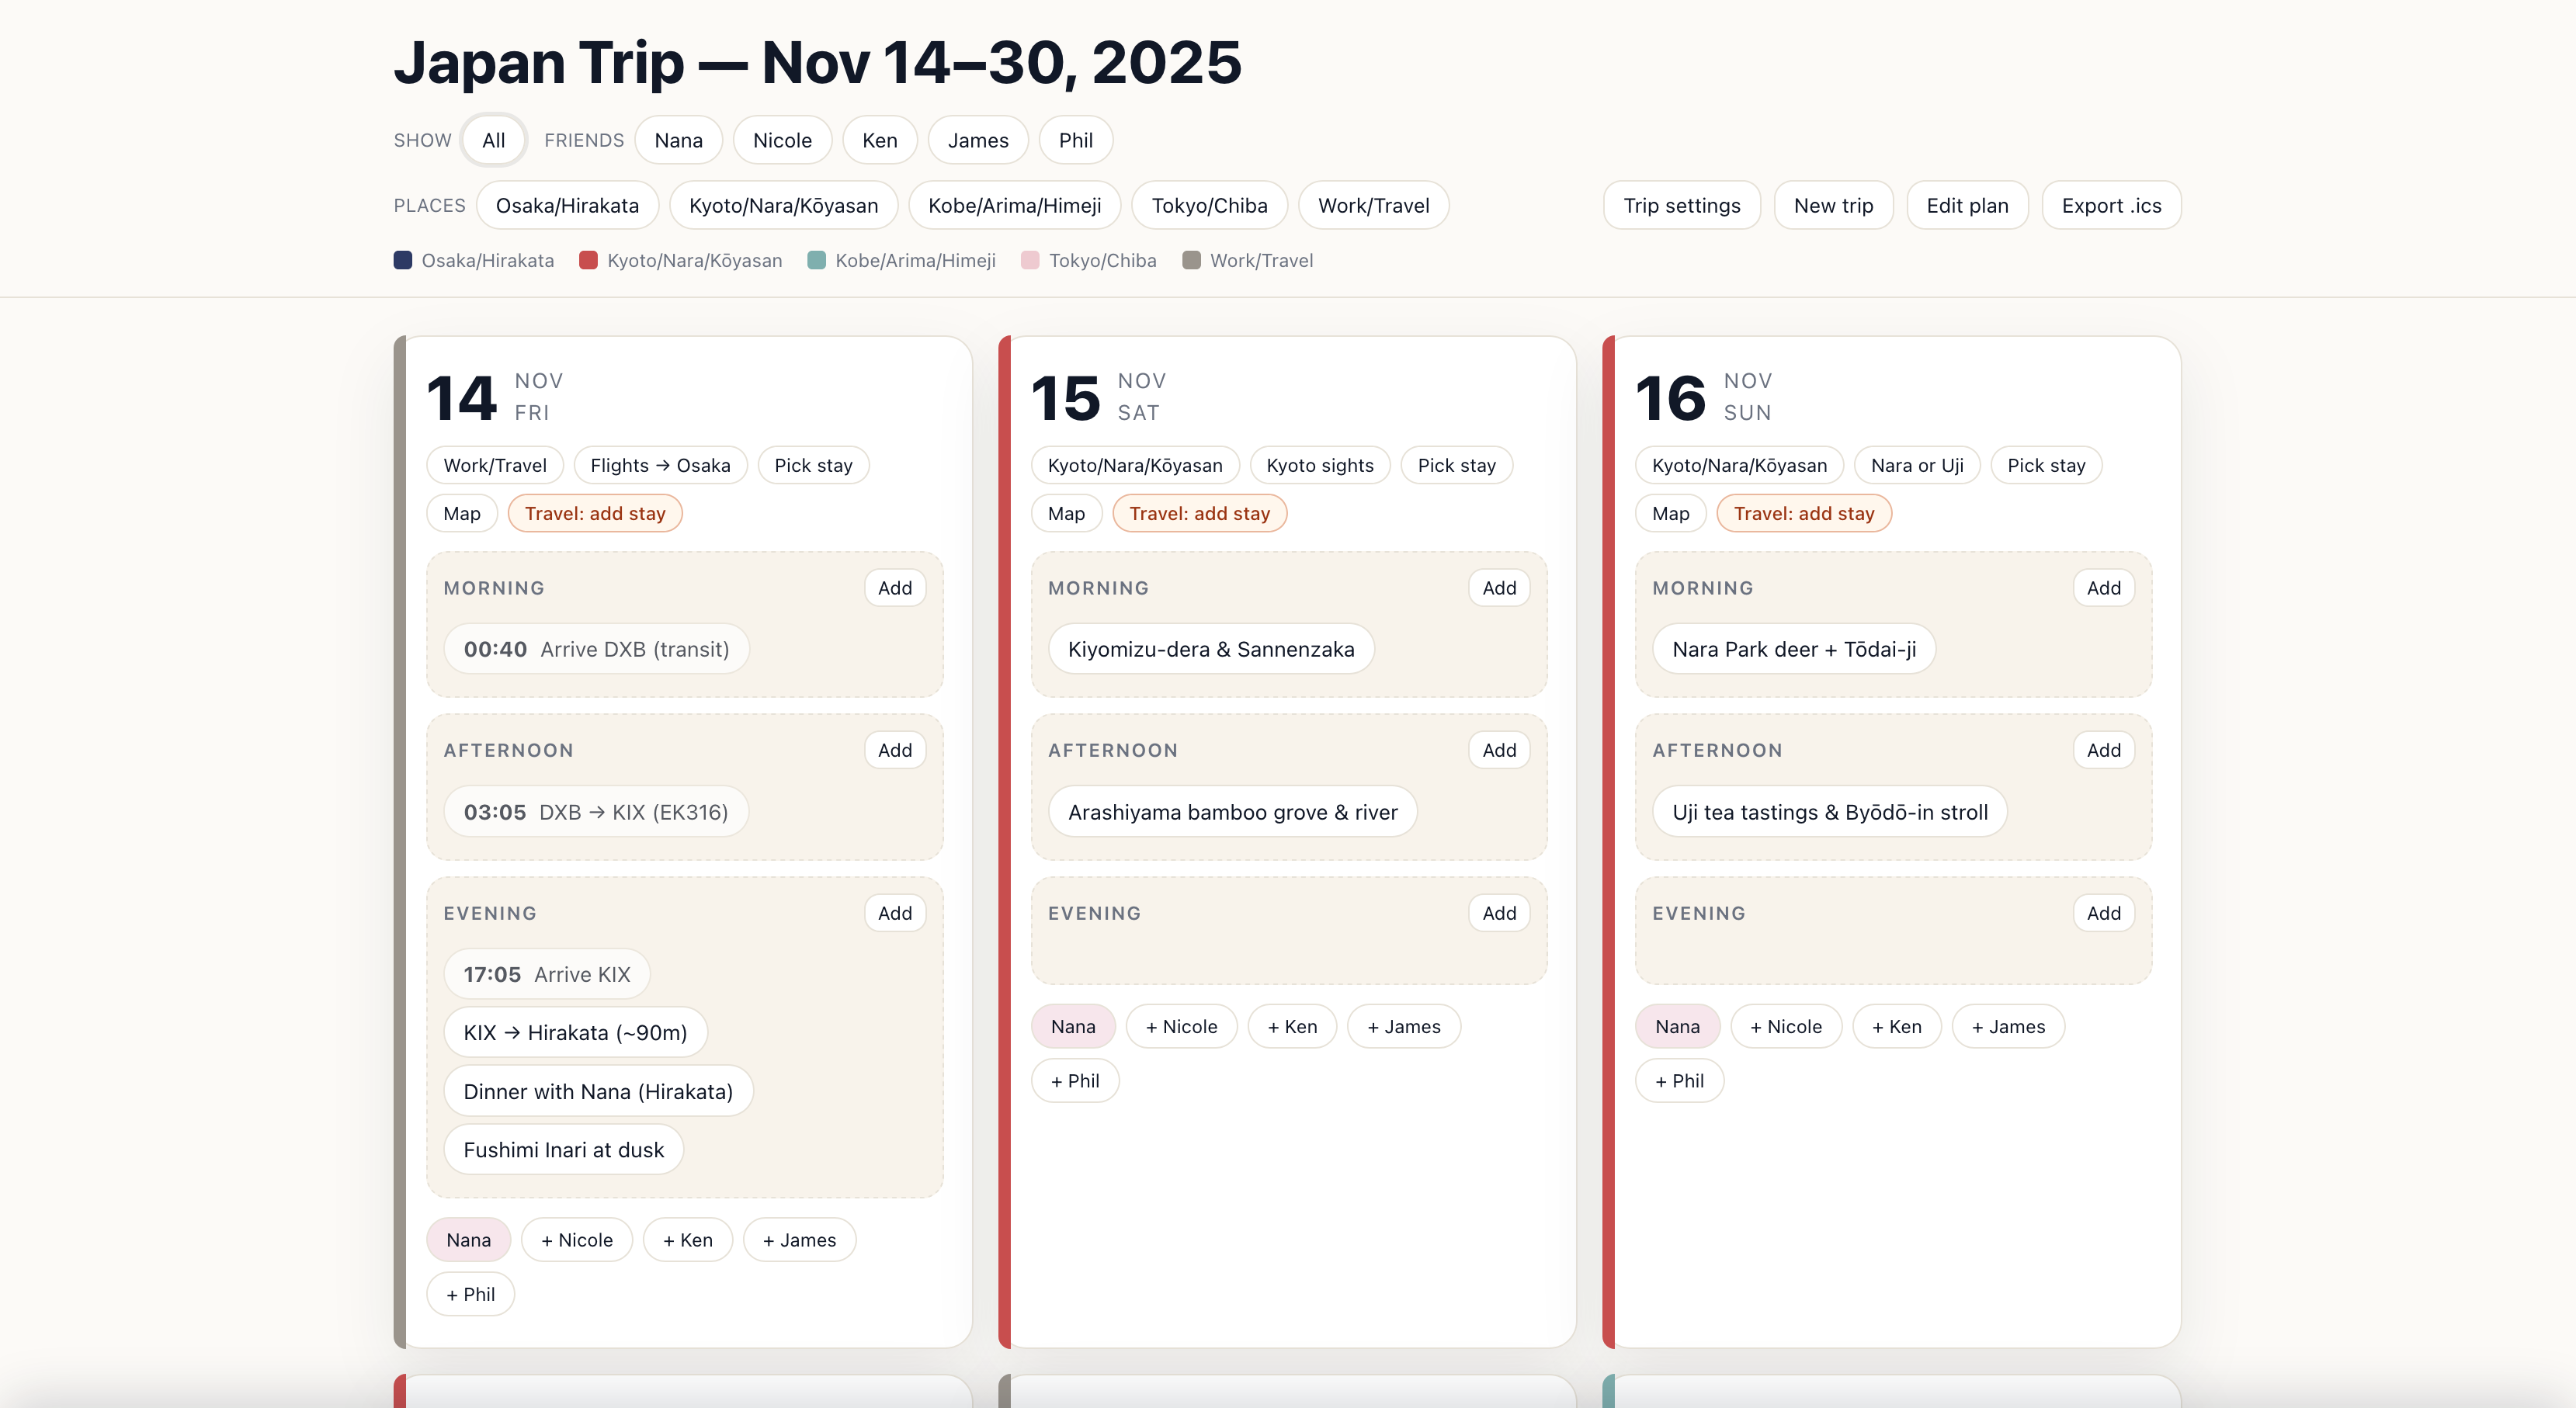 Japan Trip — Nov 14–30, 2025
SHOW All FRIENDS Nana Nicole Ken James Phil
PLACES Osaka/Hirakata Kyoto/Nara/Kōyasan Kobe/Arima/Himeji Tokyo/Chiba Work/Travel Trip settings New trip Edit plan Export .ics
Osaka/Hirakata Kyoto/Nara/Kōyasan Kobe/Arima/Himeji Tokyo/Chiba Work/Travel
14 NOV
FRI
Work/Travel Flights → Osaka Pick stay
Map Travel: add stay
MORNING Add
00:40 Arrive DXB (transit)
AFTERNOON Add
03:05 DXB → KIX (EK316)
EVENING Add
17:05 Arrive KIX
KIX → Hirakata (~90m)
Dinner with Nana (Hirakata)
Fushimi Inari at dusk
Nana + Nicole + Ken + James
+ Phil
15 NOV
SAT
Kyoto/Nara/Kōyasan Kyoto sights Pick stay
Map Travel: add stay
MORNING Add
Kiyomizu-dera & Sannenzaka
AFTERNOON Add
Arashiyama bamboo grove & river
EVENING Add
Nana + Nicole + Ken + James
+ Phil
16 NOV
SUN
Kyoto/Nara/Kōyasan Nara or Uji Pick stay
Map Travel: add stay
MORNING Add
Nara Park deer + Tōdai-ji
AFTERNOON Add
Uji tea tastings & Byōdō-in stroll
EVENING Add
Nana + Nicole + Ken + James
+ Phil